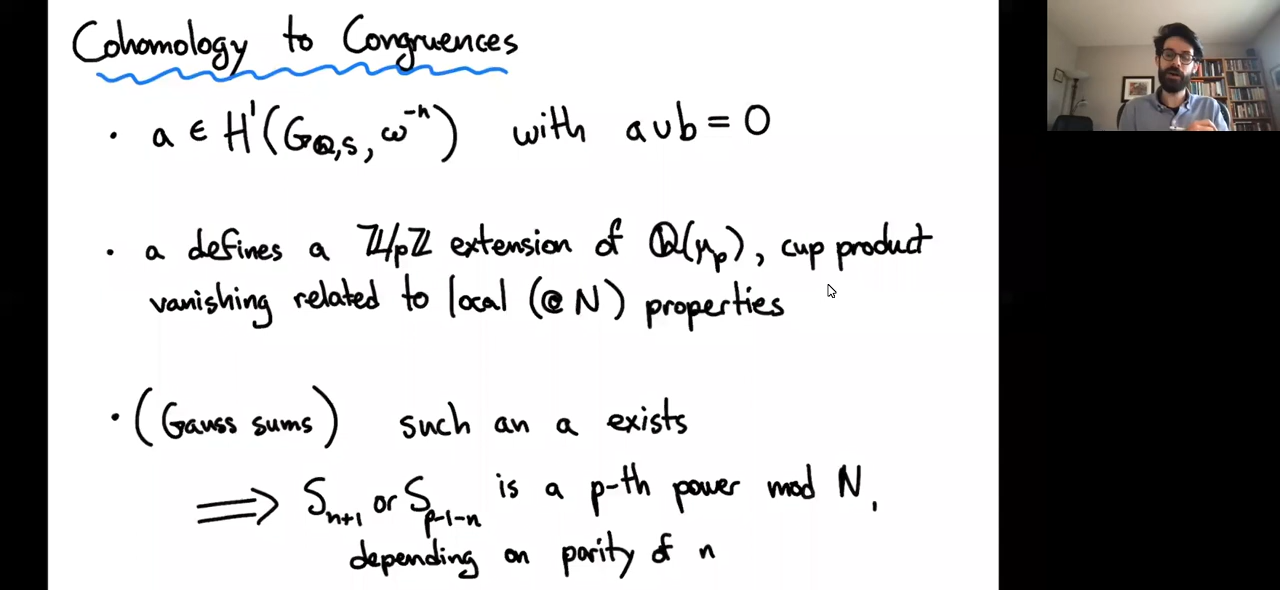 Cohomology to Congruences
· a ∈ H¹(G_{ℚ,S}, ω⁻ⁿ) with a ∪ b = 0
· a defines a ℤ/pℤ extension of ℚ(μ_p), cup product
vanishing related to local (@ N) properties
· (Gauss sums) such an a exists
⟹ S_{n+1} or S_{p-1-n} is a p-th power mod N,
depending on parity of n